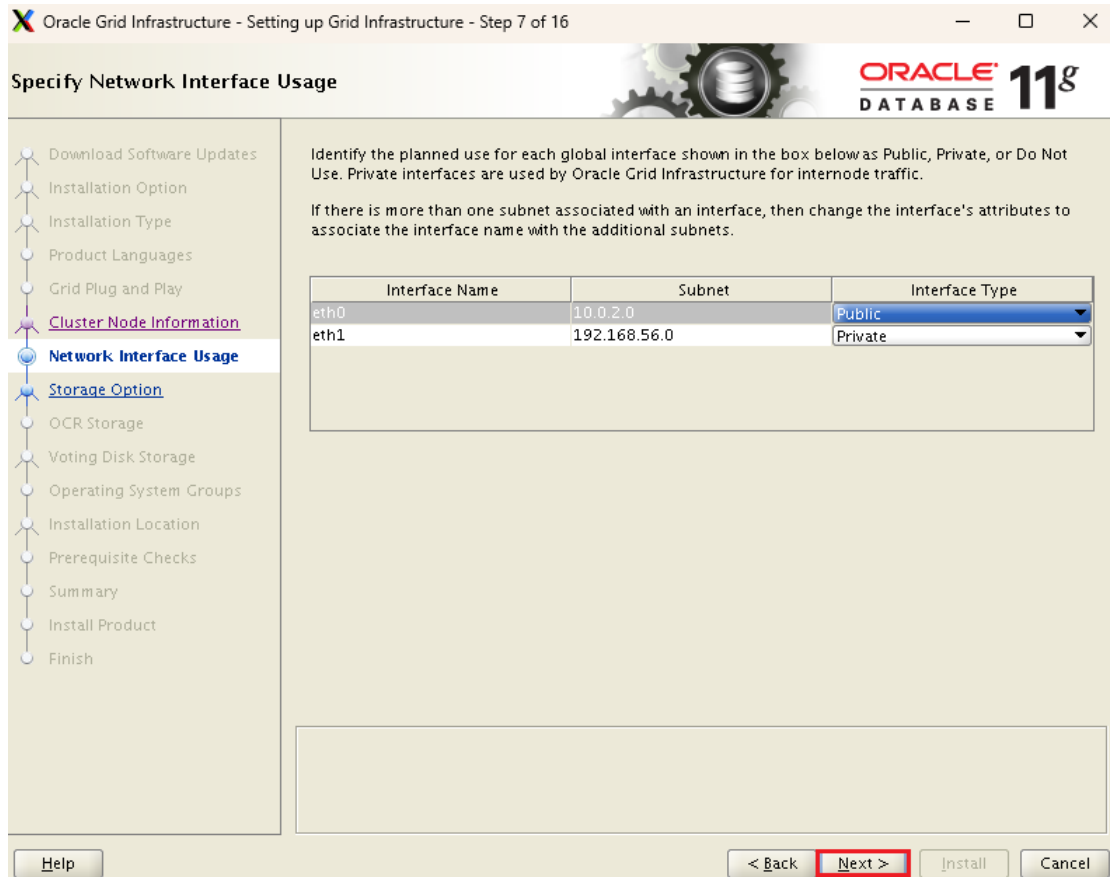 Oracle Grid Infrastructure - Setting up Grid Infrastructure - Step 7 of 16
Specify Network Interface Usage
ORACLE
DATABASE
11g
Download Software Updates
Installation Option
Installation Type
Product Languages
Grid Plug and Play
Cluster Node Information
Network Interface Usage
Storage Option
OCR Storage
Voting Disk Storage
Operating System Groups
Installation Location
Prerequisite Checks
Summary
Install Product
Finish
Identify the planned use for each global interface shown in the box below as Public, Private, or Do Not
Use. Private interfaces are used by Oracle Grid Infrastructure for internode traffic.
If there is more than one subnet associated with an interface, then change the interface's attributes to
associate the interface name with the additional subnets.
Interface Name Subnet Interface Type
eth0 10.0.2.0 Public
eth1 192.168.56.0 Private
Help < Back Next > Install Cancel